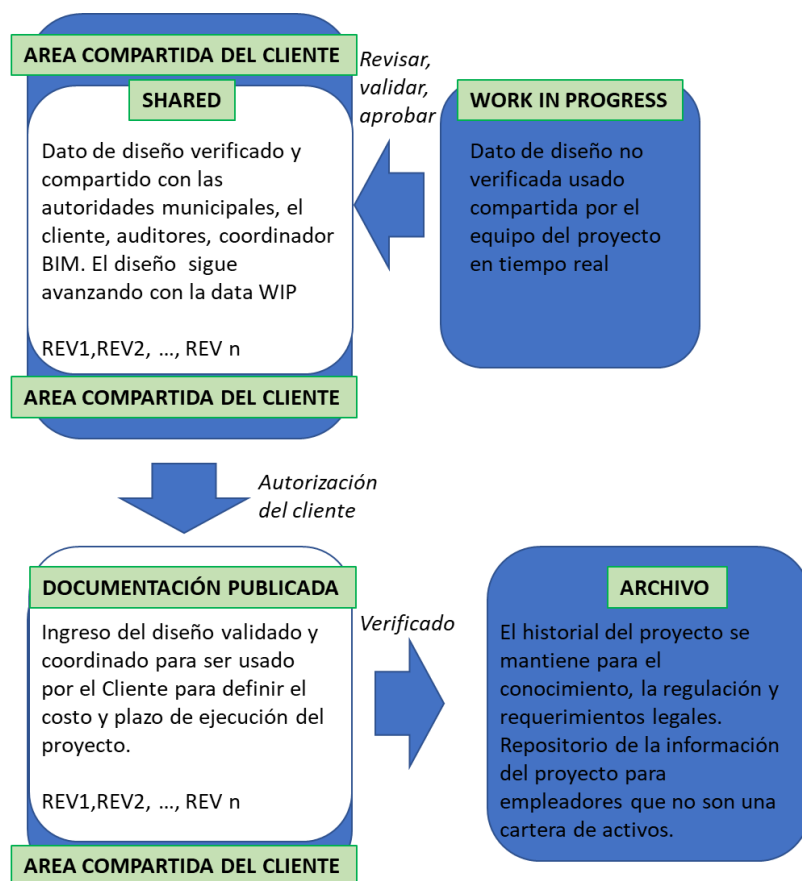 AREA COMPARTIDA DEL CLIENTE
SHARED
Dato de diseño verificado y
compartido con las
autoridades municipales, el
cliente, auditores, coordinador
BIM. El diseño sigue
avanzando con la data WIP
REV1,REV2, ..., REV n
AREA COMPARTIDA DEL CLIENTE
Revisar,
validar,
aprobar
WORK IN PROGRESS
Dato de diseño no
verificada usado
compartida por el
equipo del proyecto
en tiempo real
Autorización
del cliente
DOCUMENTACIÓN PUBLICADA
Ingreso del diseño validado y
coordinado para ser usado
por el Cliente para definir el
costo y plazo de ejecución del
proyecto.
REV1,REV2, ..., REV n
AREA COMPARTIDA DEL CLIENTE
Verificado
ARCHIVO
El historial del proyecto se
mantiene para el
conocimiento, la regulación y
requerimientos legales.
Repositorio de la información
del proyecto para
empleadores que no son una
cartera de activos.